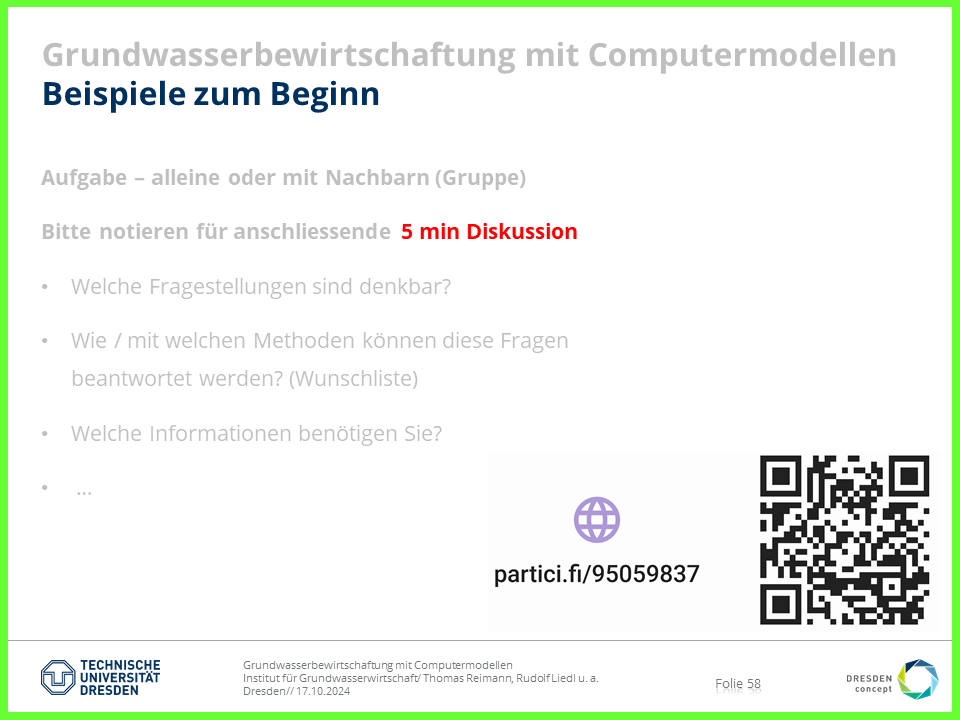 Grundwasserbewirtschaftung mit Computermodellen
Beispiele zum Beginn
Aufgabe – alleine oder mit Nachbarn (Gruppe)
Bitte notieren für anschliessende 5 min Diskussion
• Welche Fragestellungen sind denkbar?
• Wie / mit welchen Methoden können diese Fragen
beantwortet werden? (Wunschliste)
• Welche Informationen benötigen Sie?
• ...
partici.fi/95059837
TECHNISCHE
UNIVERSITÄT
DRESDEN
Grundwasserbewirtschaftung mit Computermodellen
Institut für Grundwasserwirtschaft/ Thomas Reimann, Rudolf Liedl u. a.
Dresden// 17.10.2024
Folie 58
DRESDEN
concept